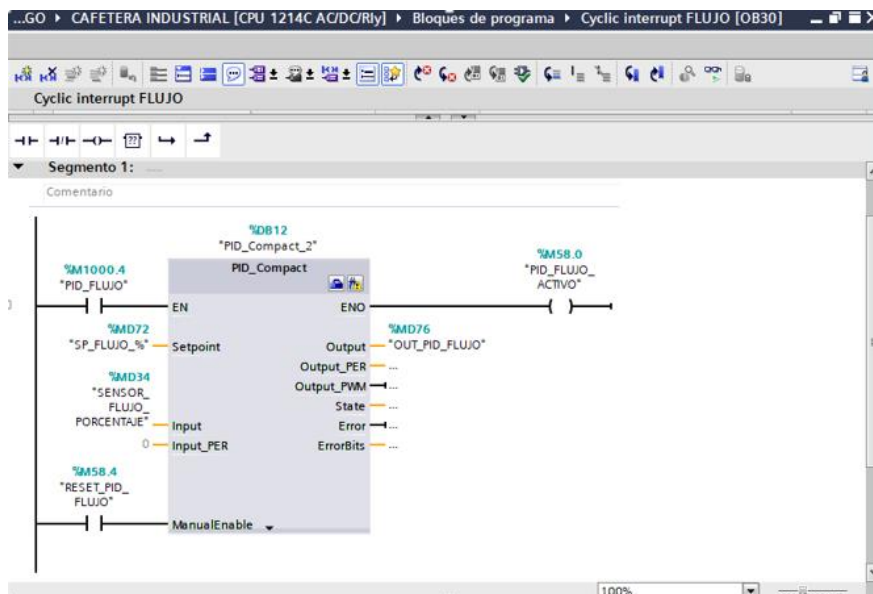 ...GO ▸ CAFETERA INDUSTRIAL [CPU 1214C AC/DC/Rly] ▸ Bloques de programa ▸ Cyclic interrupt FLUJO [OB30]
Cyclic interrupt FLUJO
??
Segmento 1:
Comentario
%DB12
"PID_Compact_2"
%M58.0
"PID_FLUJO_
ACTIVO"
%M1000.4
"PID_FLUJO"
PID_Compact
EN
ENO
%MD72
"SP_FLUJO_%"
Setpoint
Output
%MD76
"OUT_PID_FLUJO"
Output_PER
...
Output_PWM
...
State
...
Error
...
ErrorBits
...
%MD34
"SENSOR_
FLUJO_
PORCENTAJE"
Input
0
Input_PER
%M58.4
"RESET_PID_
FLUJO"
ManualEnable
100%